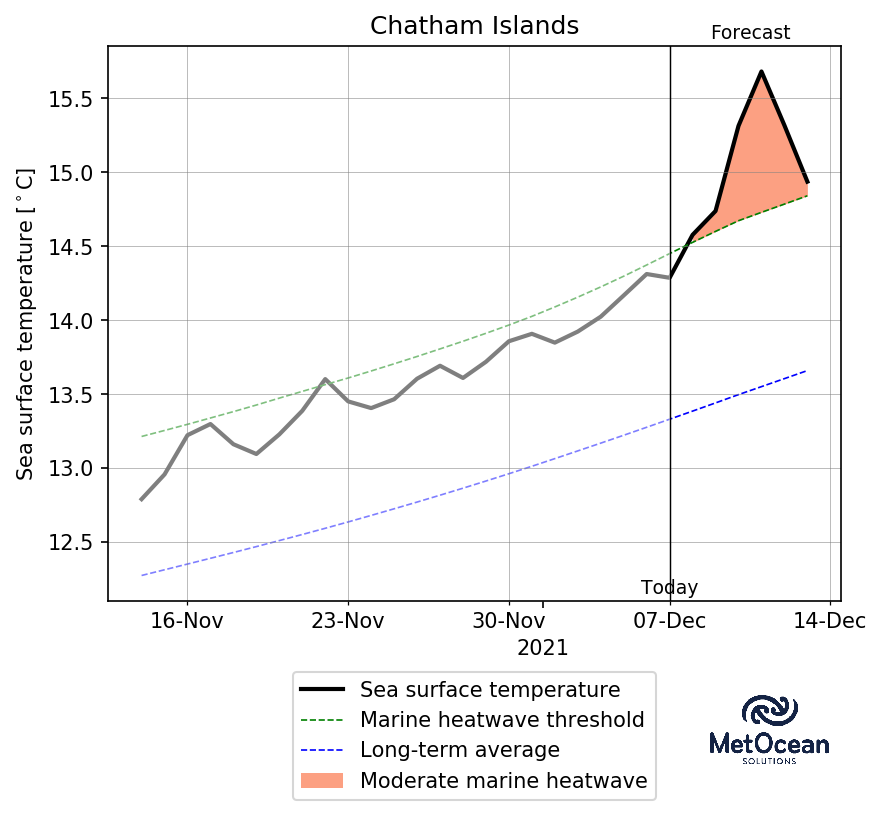 Chatham Islands
Forecast
Sea surface temperature [°C]
15.5
15.0
14.5
14.0
13.5
13.0
12.5
Today
16-Nov 23-Nov 30-Nov 07-Dec 14-Dec
2021
Sea surface temperature
Marine heatwave threshold
Long-term average
Moderate marine heatwave
MetOcean
SOLUTIONS